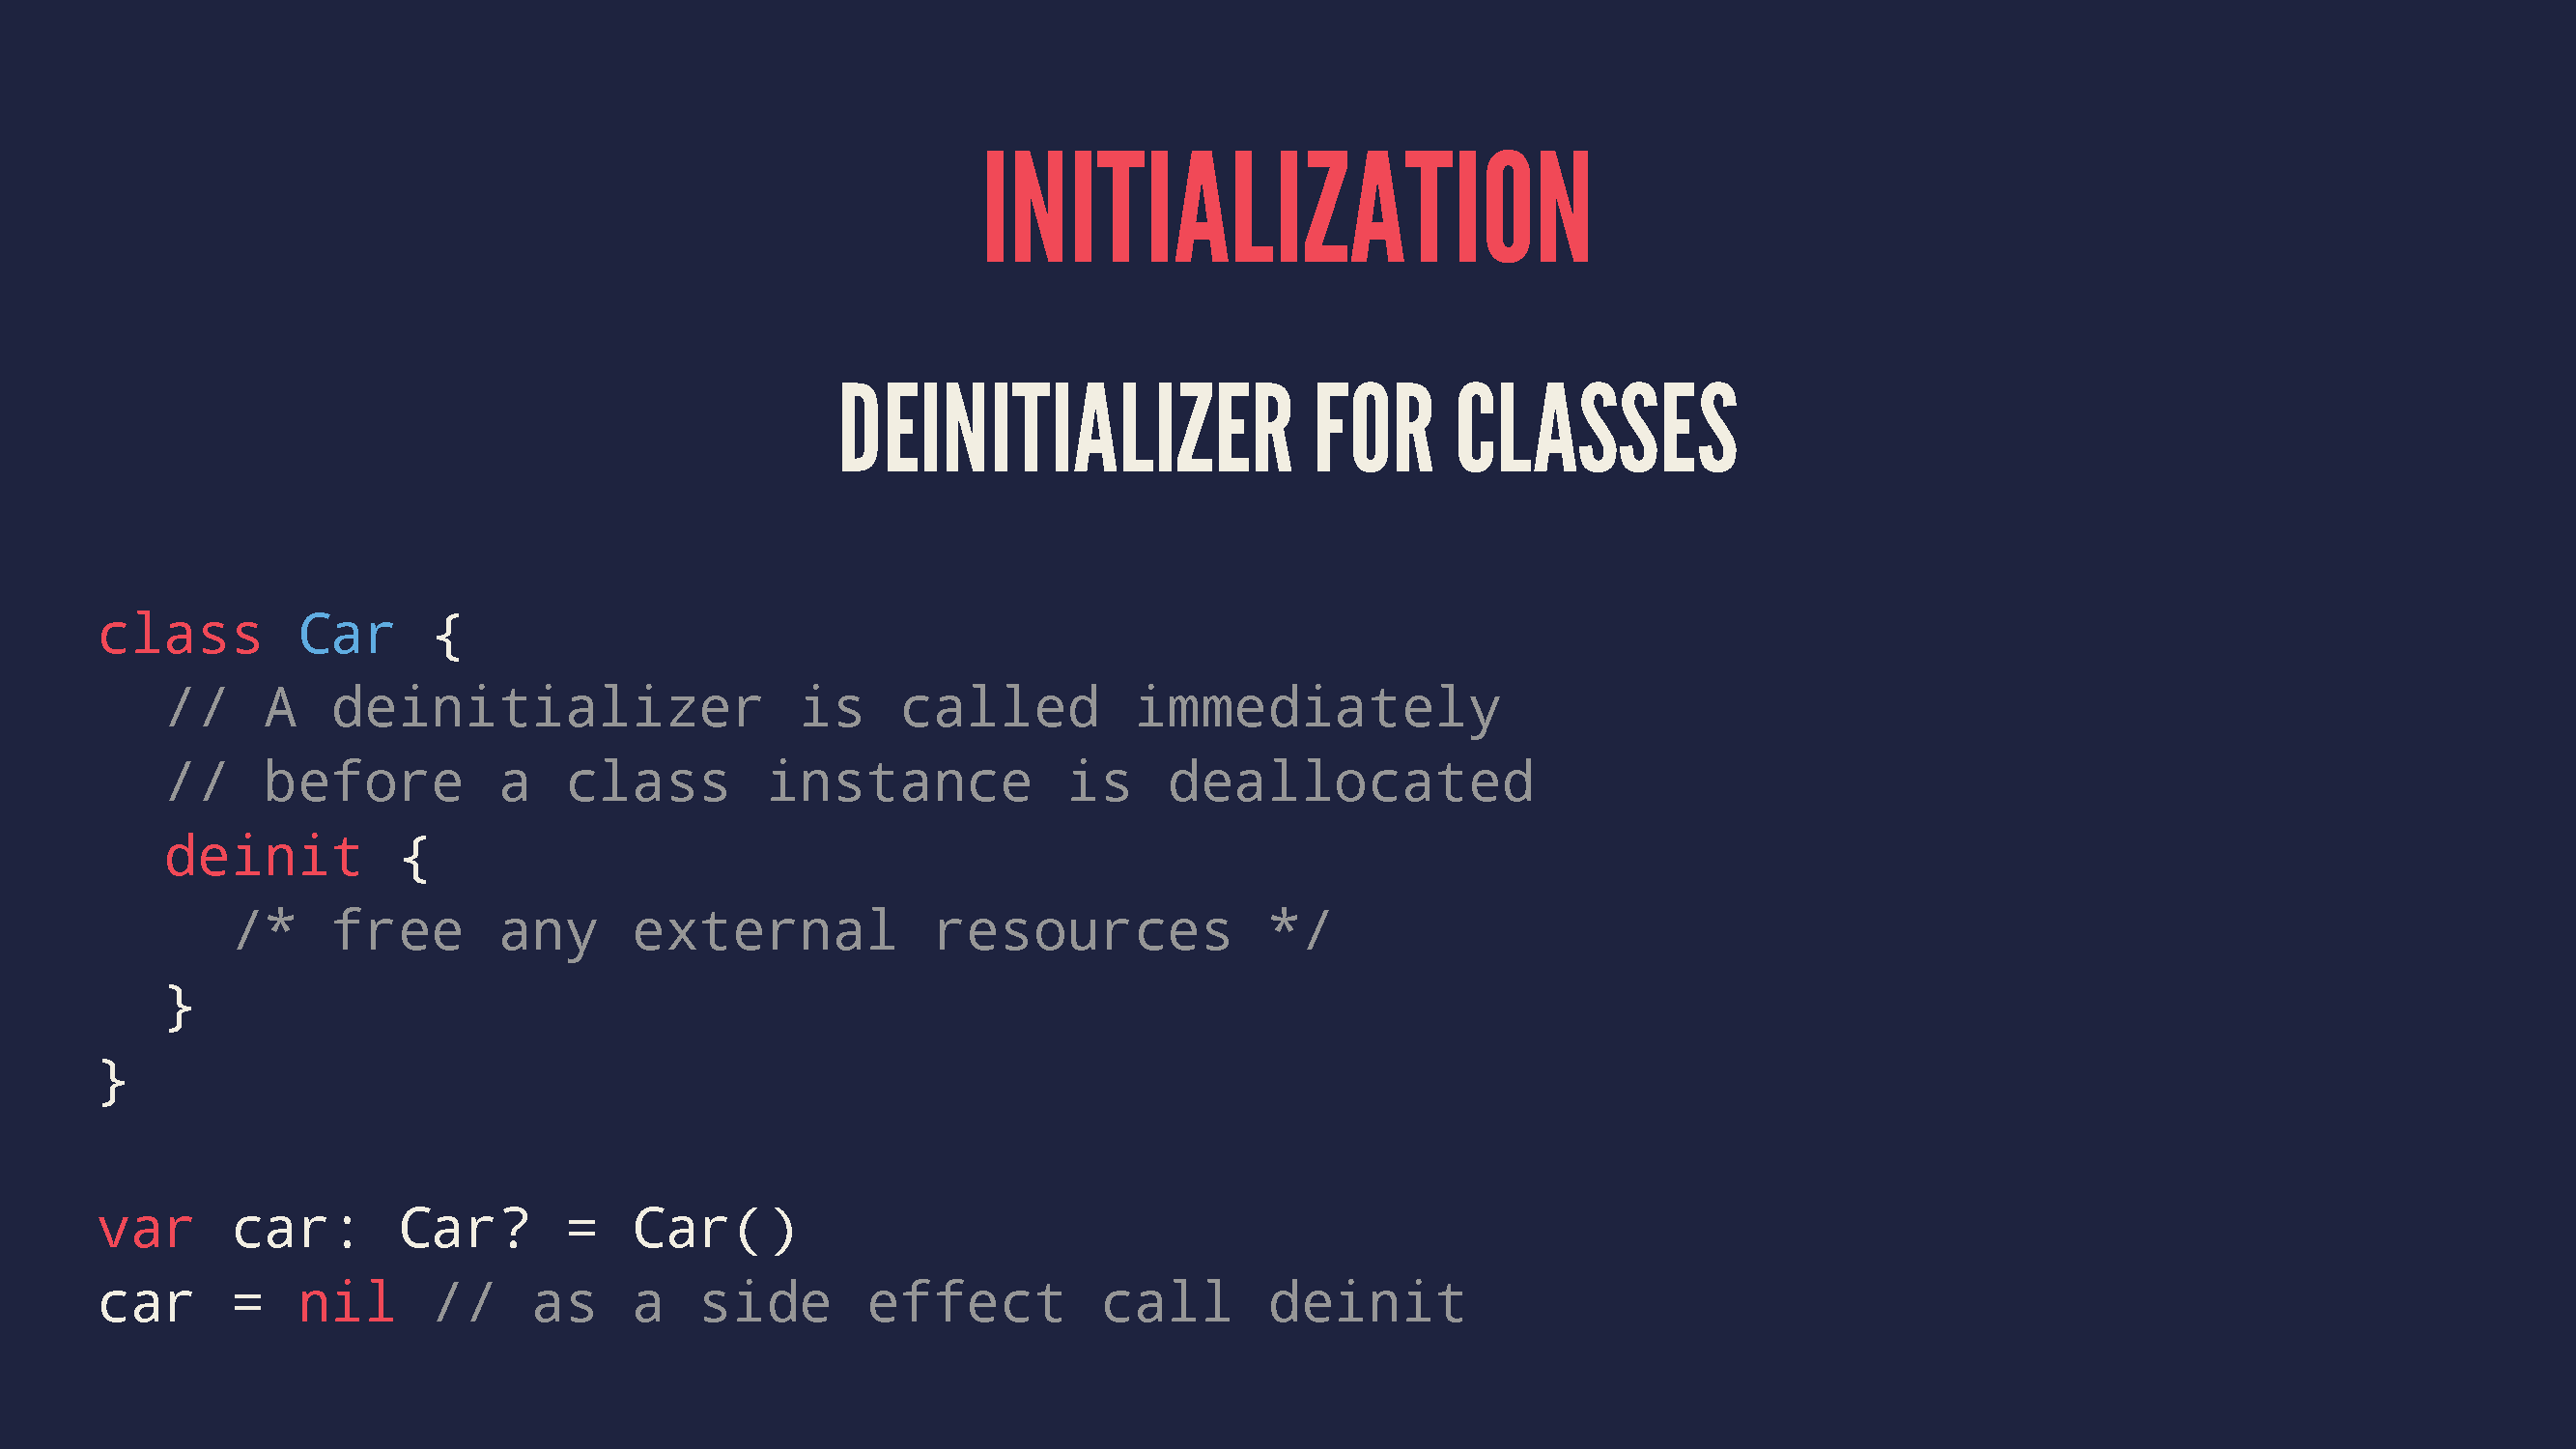 INITIALIZATION
DEINITIALIZER FOR CLASSES
class Car {
  // A deinitializer is called immediately
  // before a class instance is deallocated
  deinit {
    /* free any external resources */
  }
}
var car: Car? = Car()
car = nil // as a side effect call deinit